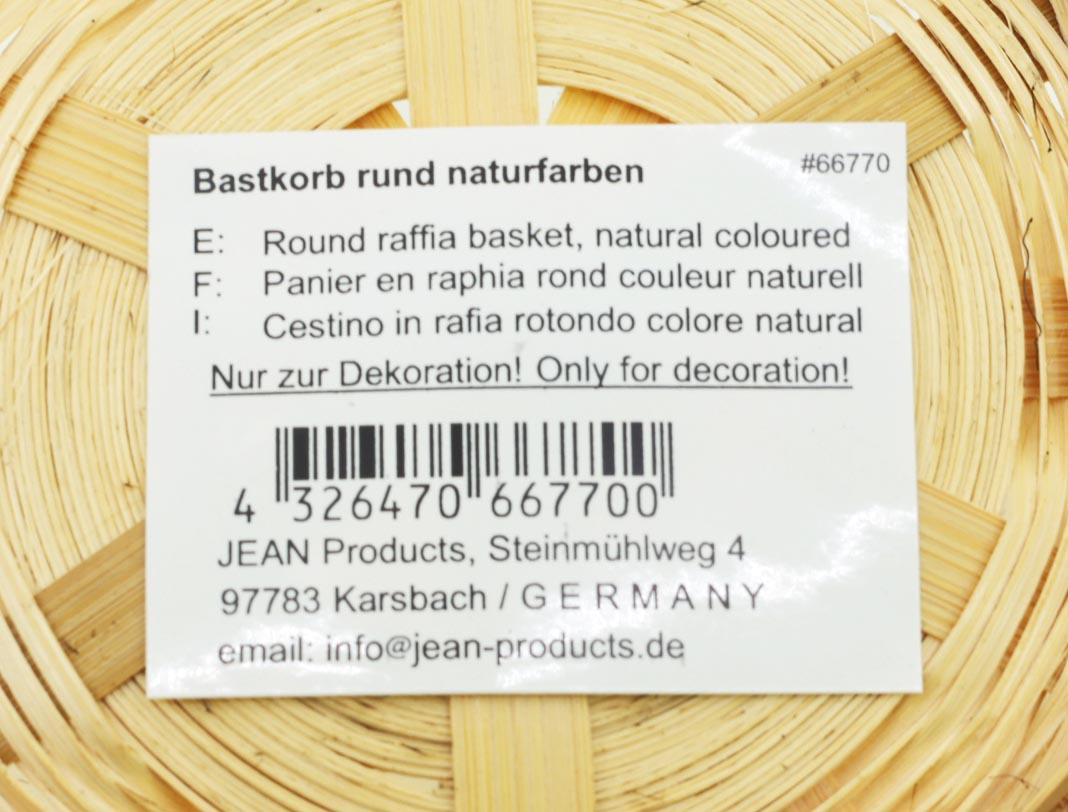 Bastkorb rund naturfarben #66770
E: Round raffia basket, natural coloured
F: Panier en raphia rond couleur naturell
I: Cestino in rafia rotondo colore natural
Nur zur Dekoration! Only for decoration!
4 326470 667700
JEAN Products, Steinmühlweg 4
97783 Karsbach / G E R M A N Y
email: info@jean-products.de